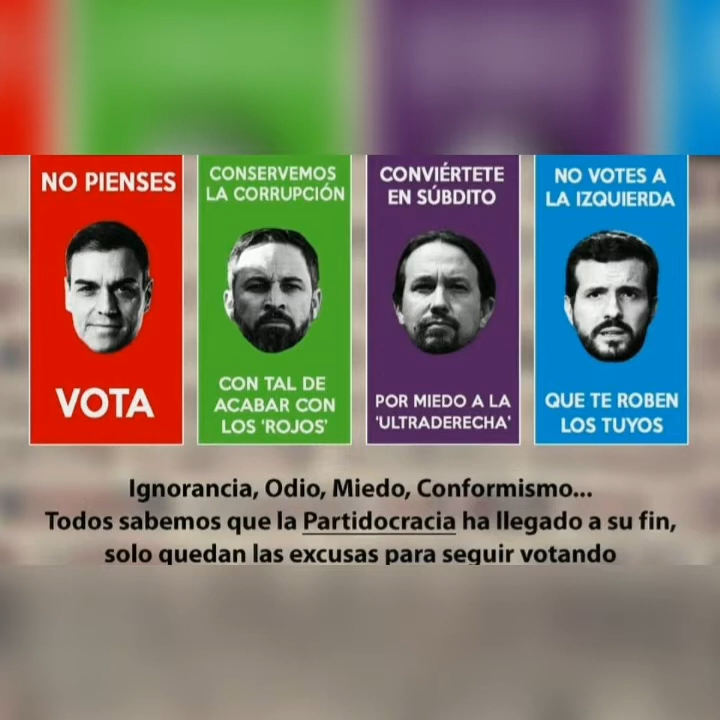 NO PIENSES
VOTA
CONSERVEMOS
LA CORRUPCIÓN
CON TAL DE
ACABAR CON
LOS 'ROJOS'
CONVIÉRTETE
EN SÚBDITO
POR MIEDO A LA
'ULTRADERECHA'
NO VOTES A
LA IZQUIERDA
QUE TE ROBEN
LOS TUYOS
Ignorancia, Odio, Miedo, Conformismo...
Todos sabemos que la Partidocracia ha llegado a su fin,
solo quedan las excusas para seguir votando